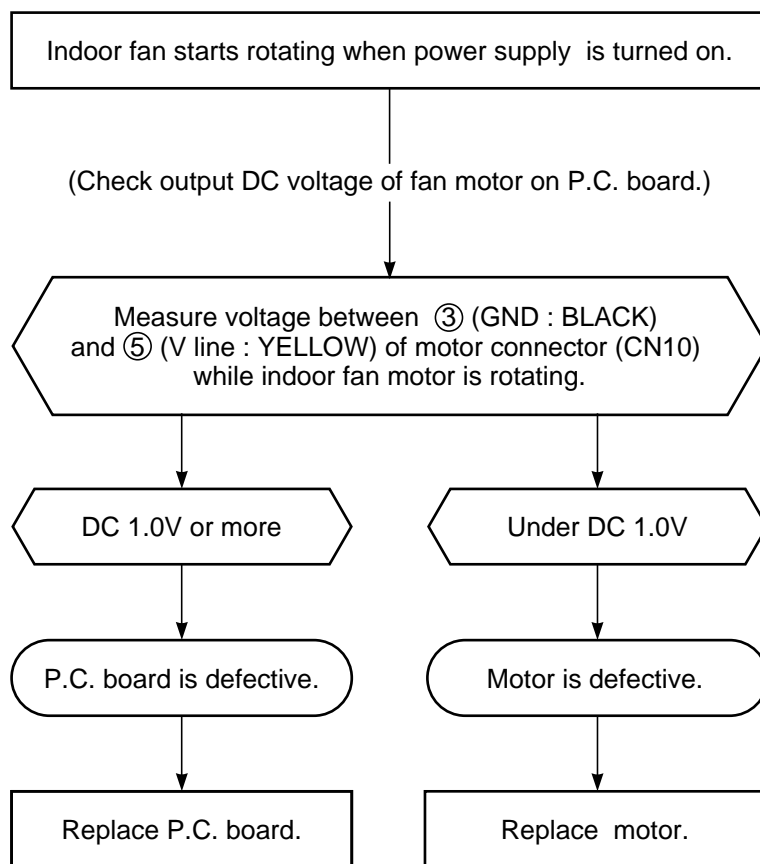 Indoor fan starts rotating when power supply is turned on.
(Check output DC voltage of fan motor on P.C. board.)
Measure voltage between ③ (GND : BLACK)
and ⑤ (V line : YELLOW) of motor connector (CN10)
while indoor fan motor is rotating.
DC 1.0V or more
Under DC 1.0V
P.C. board is defective.
Motor is defective.
Replace P.C. board.
Replace motor.